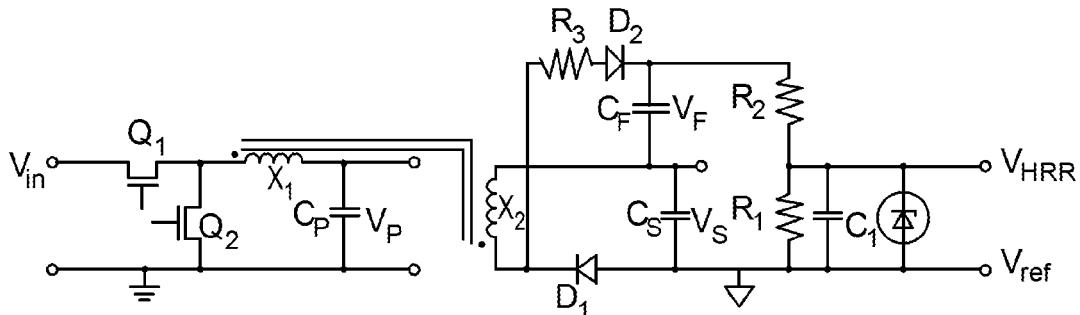 R3 D2
CF VF R2
Q1
Vin X1 VHRR
Q2 CP VP X2 CS VS R1 C1
D1 Vref